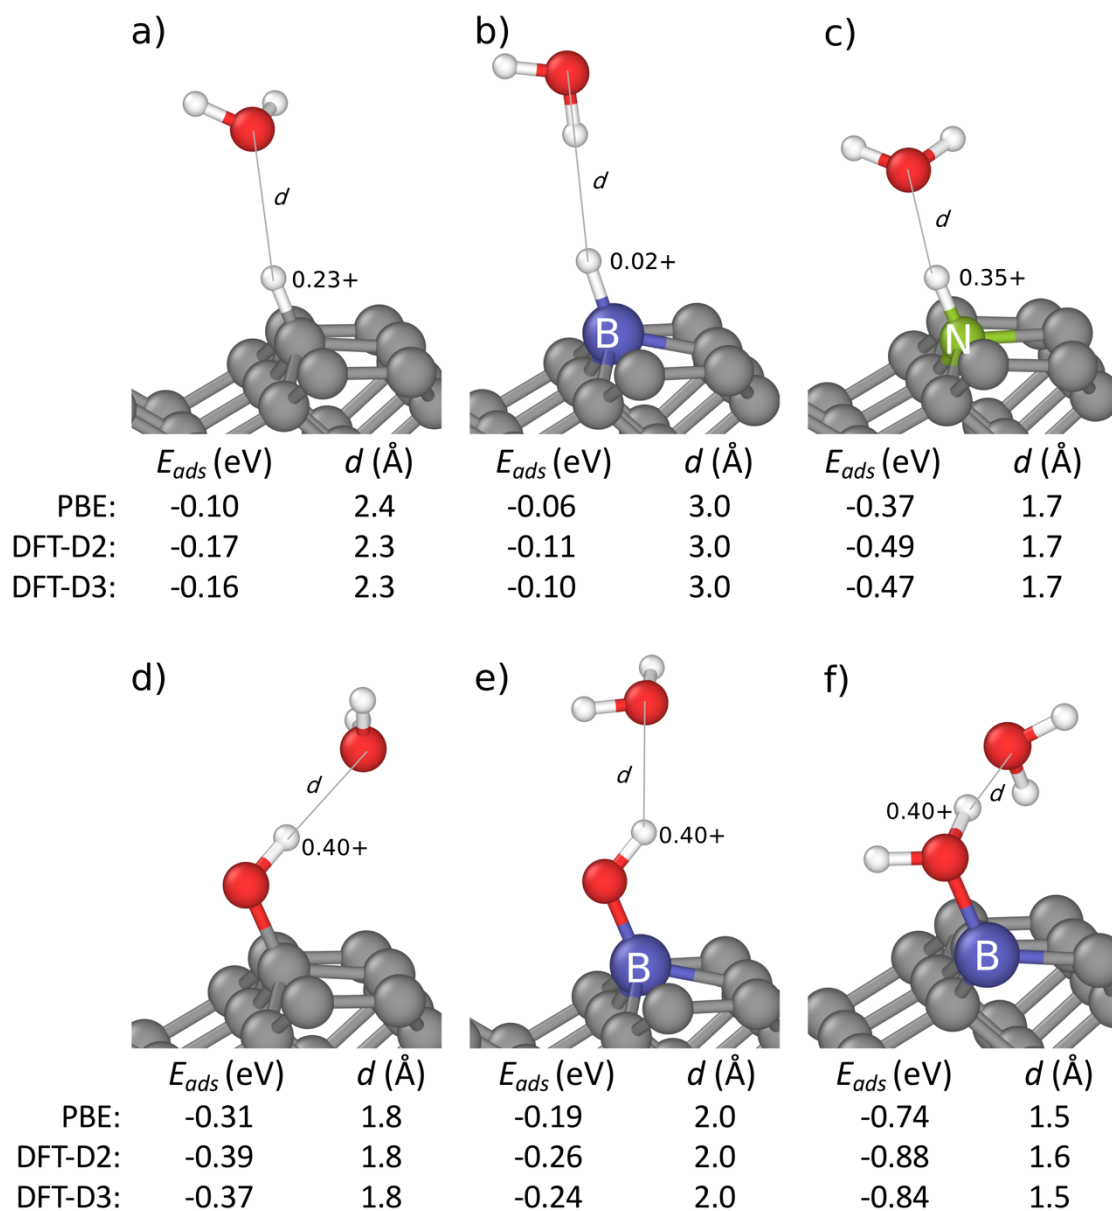 a) b) c)
d d d
0.23+ 0.02+ 0.35+
B N
E_ads (eV) d (Å) E_ads (eV) d (Å) E_ads (eV) d (Å)
PBE: -0.10 2.4 -0.06 3.0 -0.37 1.7
DFT-D2: -0.17 2.3 -0.11 3.0 -0.49 1.7
DFT-D3: -0.16 2.3 -0.10 3.0 -0.47 1.7
d) e) f)
d d d
0.40+ 0.40+ 0.40+
B B
E_ads (eV) d (Å) E_ads (eV) d (Å) E_ads (eV) d (Å)
PBE: -0.31 1.8 -0.19 2.0 -0.74 1.5
DFT-D2: -0.39 1.8 -0.26 2.0 -0.88 1.6
DFT-D3: -0.37 1.8 -0.24 2.0 -0.84 1.5